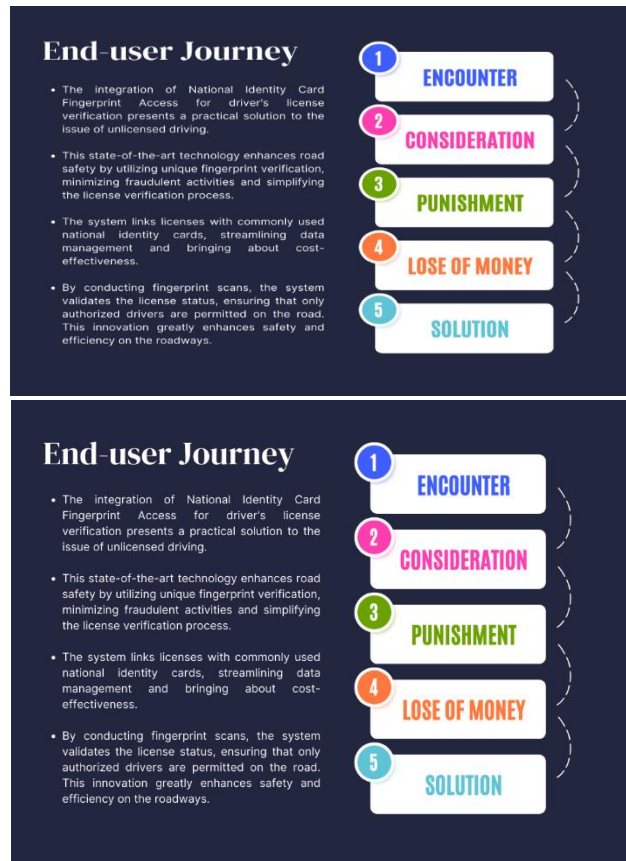 End-user Journey
• The integration of National Identity Card
Fingerprint Access for driver's license
verification presents a practical solution to the
issue of unlicensed driving.
• This state-of-the-art technology enhances road
safety by utilizing unique fingerprint verification,
minimizing fraudulent activities and simplifying
the license verification process.
• The system links licenses with commonly used
national identity cards, streamlining data
management and bringing about cost-
effectiveness.
• By conducting fingerprint scans, the system
validates the license status, ensuring that only
authorized drivers are permitted on the road.
This innovation greatly enhances safety and
efficiency on the roadways.
1
ENCOUNTER
2
CONSIDERATION
3
PUNISHMENT
4
LOSE OF MONEY
5
SOLUTION
End-user Journey
• The integration of National Identity Card
Fingerprint Access for driver's license
verification presents a practical solution to the
issue of unlicensed driving.
• This state-of-the-art technology enhances road
safety by utilizing unique fingerprint verification,
minimizing fraudulent activities and simplifying
the license verification process.
• The system links licenses with commonly used
national identity cards, streamlining data
management and bringing about cost-
effectiveness.
• By conducting fingerprint scans, the system
validates the license status, ensuring that only
authorized drivers are permitted on the road.
This innovation greatly enhances safety and
efficiency on the roadways.
1
ENCOUNTER
2
CONSIDERATION
3
PUNISHMENT
4
LOSE OF MONEY
5
SOLUTION